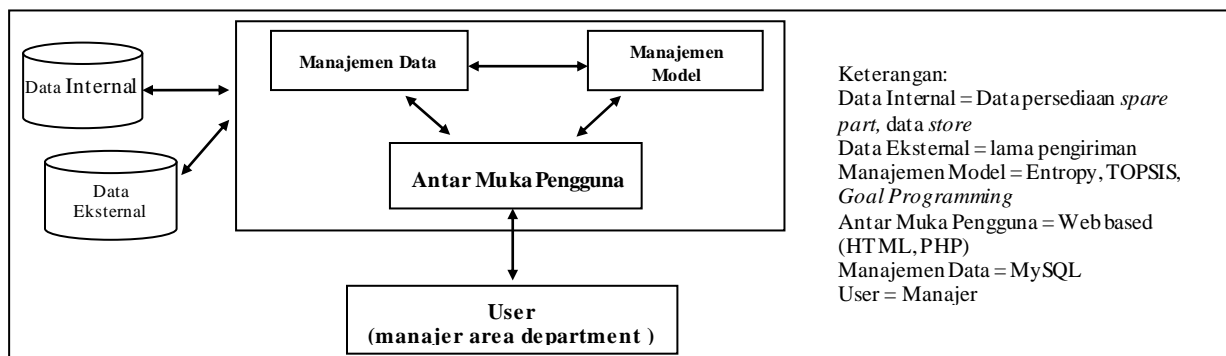 Data Internal
Data
Eksternal
Manajemen Data
Manajemen
Model
Antar Muka Pengguna
User
(manajer area department )
Keterangan:
Data Internal = Data persediaan spare
part, data store
Data Eksternal = lama pengiriman
Manajemen Model = Entropy, TOPSIS,
Goal Programming
Antar Muka Pengguna = Web based
(HTML, PHP)
Manajemen Data = MySQL
User = Manajer